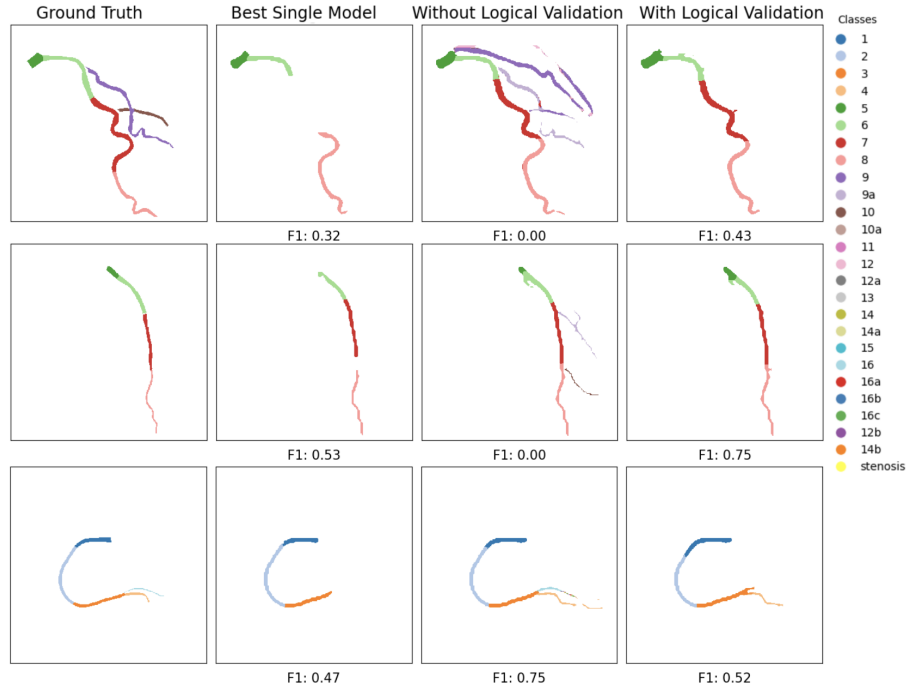 Ground Truth
Best Single Model
Without Logical Validation
With Logical Validation
F1: 0.32
F1: 0.00
F1: 0.43
F1: 0.53
F1: 0.00
F1: 0.75
F1: 0.47
F1: 0.75
F1: 0.52
Classes
1
2
3
4
5
6
7
8
9
9a
10
10a
11
12
12a
13
14
14a
15
16
16a
16b
16c
12b
14b
stenosis